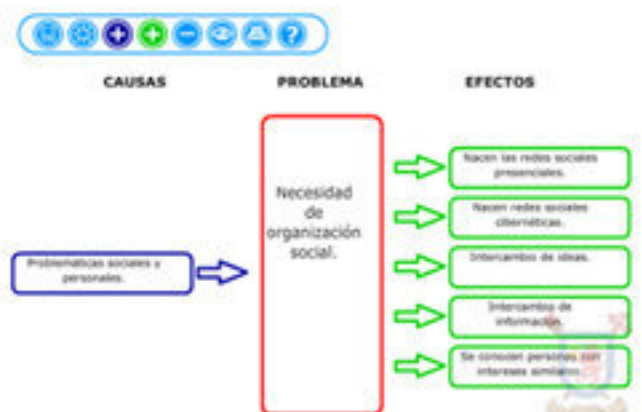 CAUSAS
PROBLEMA
EFECTOS
Problemáticas sociales y
personales.
Necesidad
de
organización
social.
Nacen las redes sociales
presenciales.
Nacen redes sociales
cibernéticas.
Intercambio de ideas.
Intercambio de
información.
Se conocen personas con
intereses similares.
?